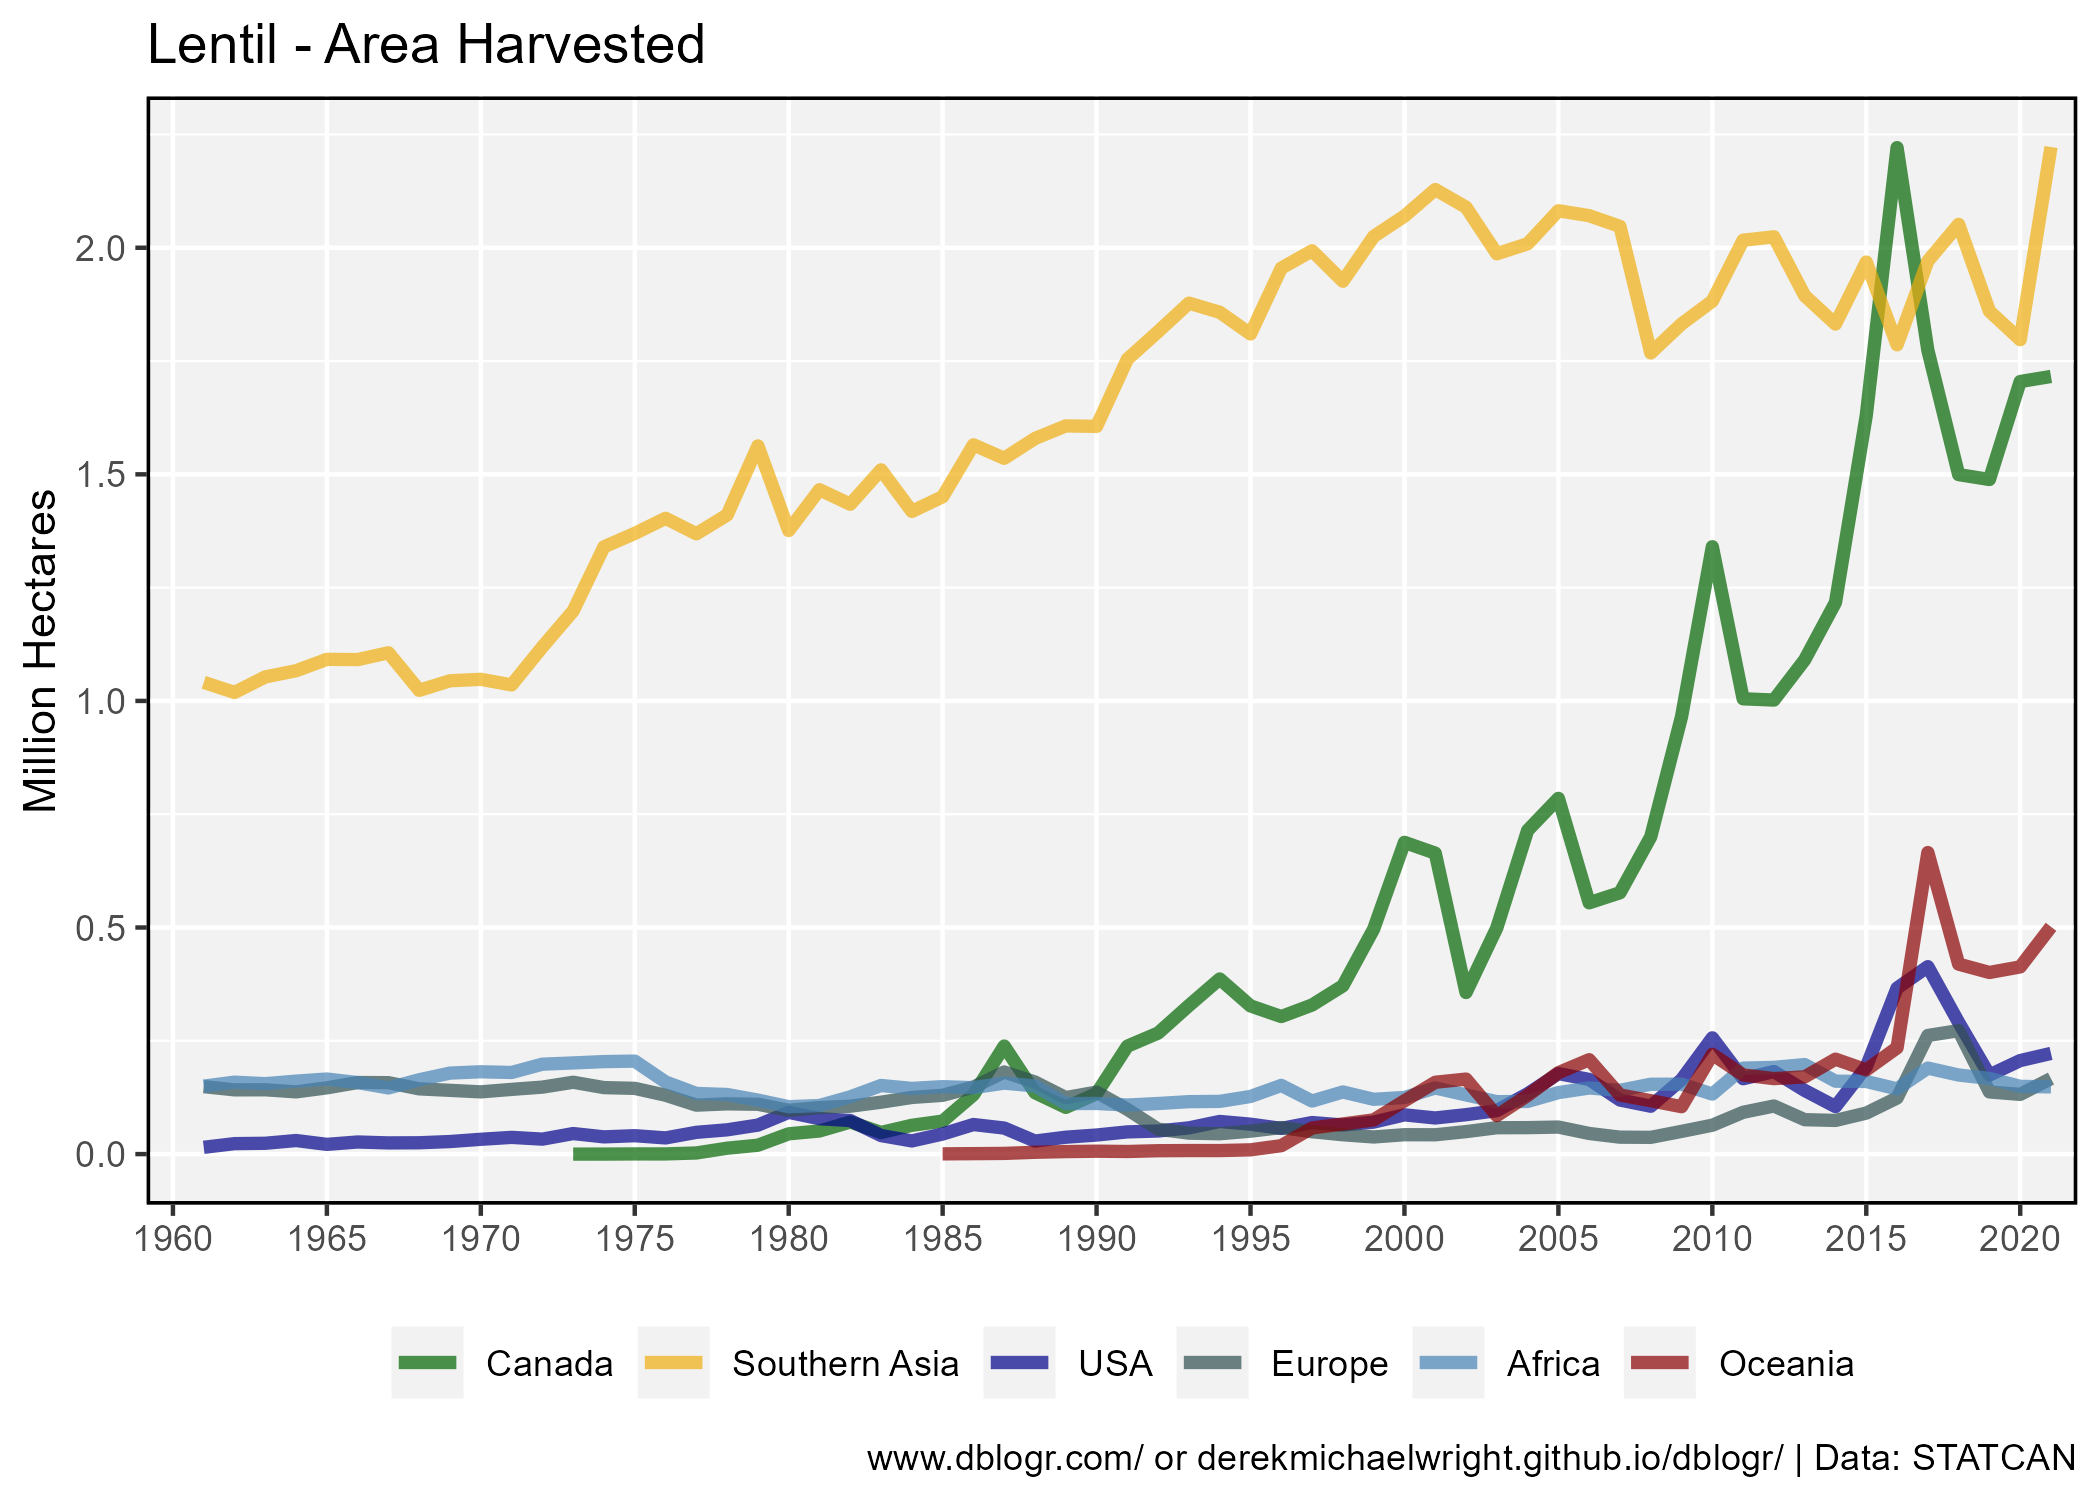 Lentil - Area Harvested
Million Hectares
2.0
1.5
1.0
0.5
0.0
1960 1965 1970 1975 1980 1985 1990 1995 2000 2005 2010 2015 2020
Canada Southern Asia USA Europe Africa Oceania
www.dblogr.com/ or derekmichaelwright.github.io/dblogr/ | Data: STATCAN